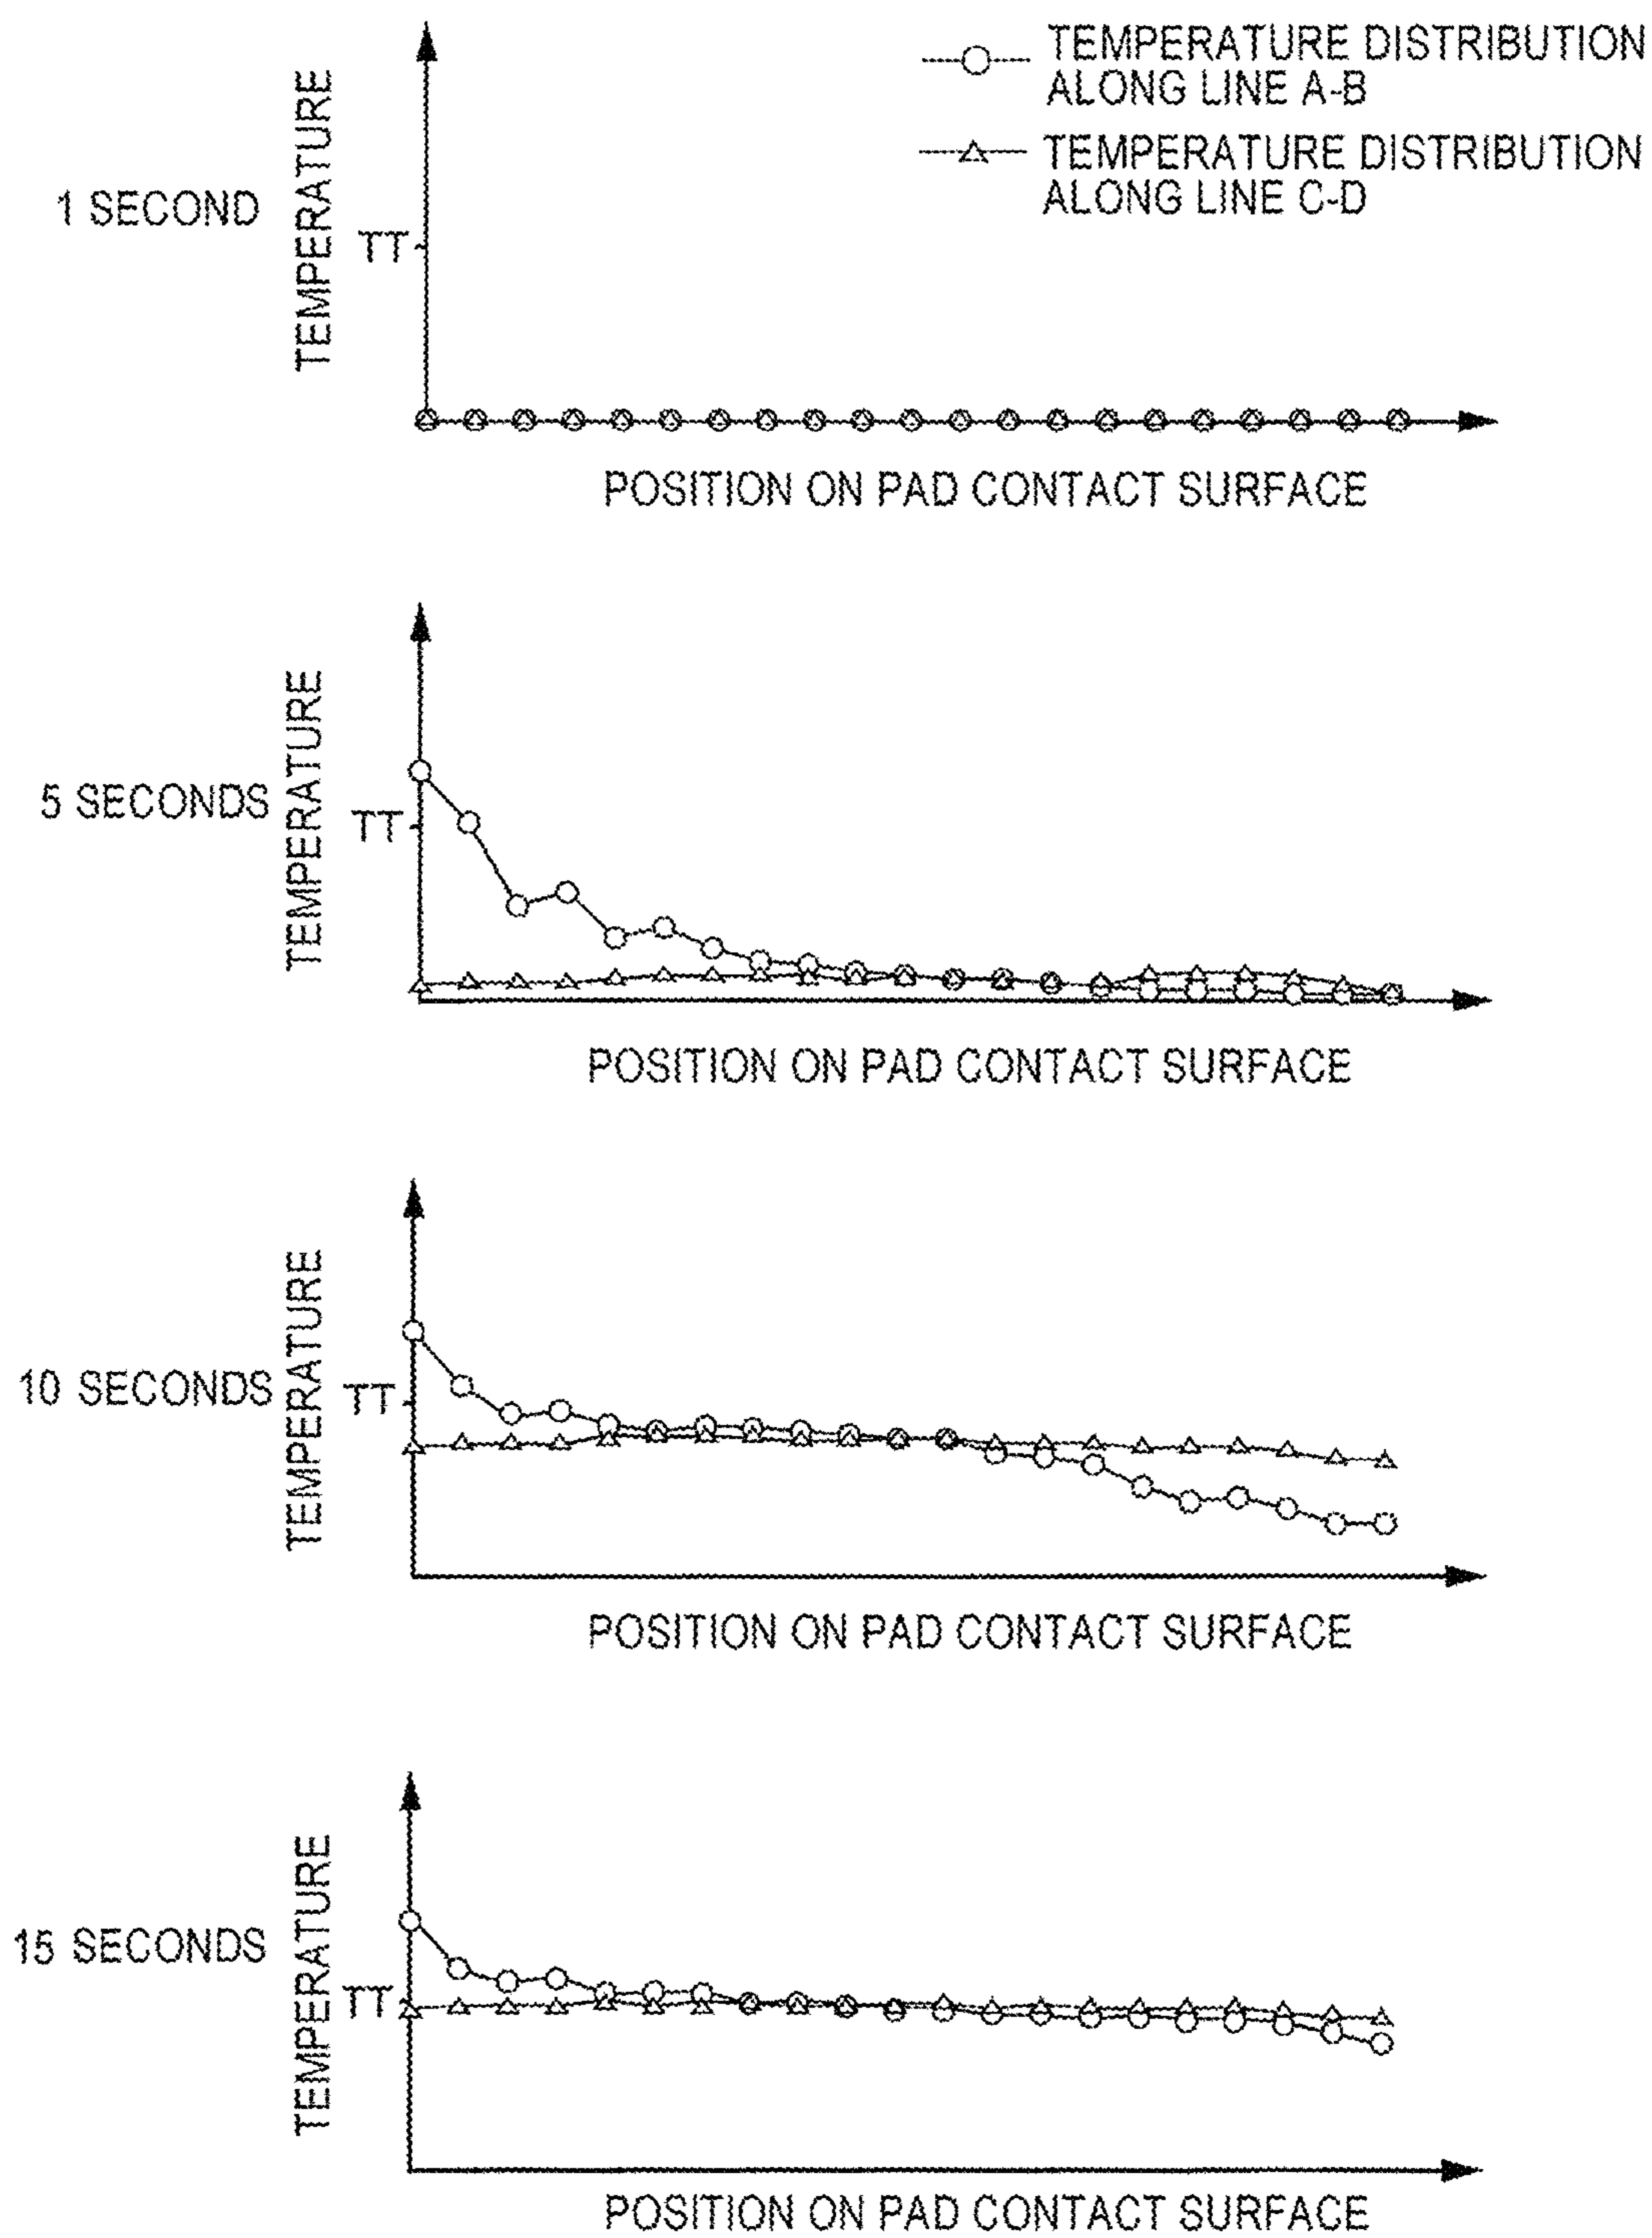 TEMPERATURE DISTRIBUTION
ALONG LINE A-B
TEMPERATURE DISTRIBUTION
ALONG LINE C-D
1 SECOND
TEMPERATURE
TT
POSITION ON PAD CONTACT SURFACE
5 SECONDS
TEMPERATURE
TT
POSITION ON PAD CONTACT SURFACE
10 SECONDS
TEMPERATURE
TT
POSITION ON PAD CONTACT SURFACE
15 SECONDS
TEMPERATURE
TT
POSITION ON PAD CONTACT SURFACE